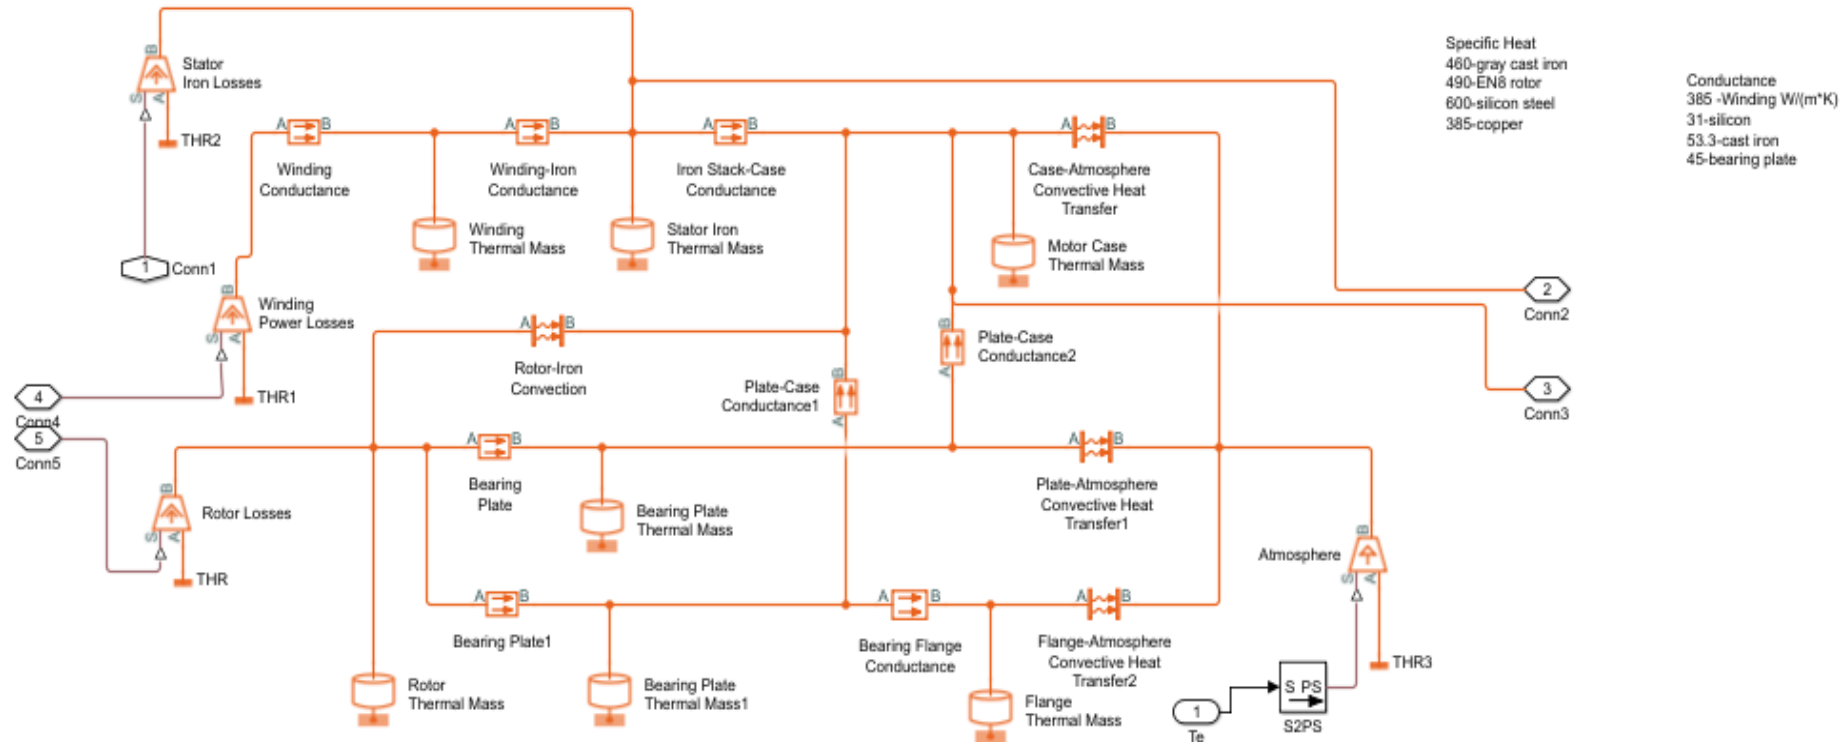 B
Stator
Iron Losses
S
A
THR2
A
B
Winding
Conductance
A
B
Winding-Iron
Conductance
A
B
Iron Stack-Case
Conductance
A
B
Case-Atmosphere
Convective Heat
Transfer
Specific Heat
460-gray cast iron
490-EN8 rotor
600-silicon steel
385-copper
Conductance
385 -Winding W/(m*K)
31-silicon
53.3-cast iron
45-bearing plate
Winding
Thermal Mass
Stator Iron
Thermal Mass
Motor Case
Thermal Mass
1
Conn1
B
Winding
Power Losses
S
A
THR1
2
Conn2
A
B
Rotor-Iron
Convection
B
Plate-Case
Conductance2
A
B
Plate-Case
Conductance1
A
3
Conn3
4
Conn4
5
Conn5
B
Rotor Losses
S
A
THR
A
B
Bearing
Plate
Bearing Plate
Thermal Mass
A
B
Plate-Atmosphere
Convective Heat
Transfer1
B
Atmosphere
S
A
THR3
A
B
Bearing Plate1
A
B
Bearing Flange
Conductance
A
B
Flange-Atmosphere
Convective Heat
Transfer2
Rotor
Thermal Mass
Bearing Plate
Thermal Mass1
Flange
Thermal Mass
1
Te
S PS
S2PS